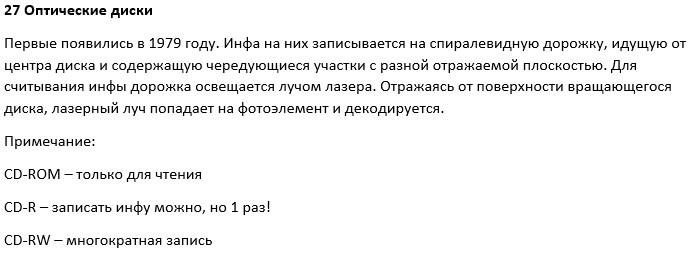 27 Оптические диски
Первые появились в 1979 году. Инфа на них записывается на спиралевидную дорожку, идущую от
центра диска и содержащую чередующиеся участки с разной отражаемой плоскостью. Для
считывания инфы дорожка освещается лучом лазера. Отражаясь от поверхности вращающегося
диска, лазерный луч попадает на фотоэлемент и декодируется.
Примечание:
CD-ROM – только для чтения
CD-R – записать инфу можно, но 1 раз!
CD-RW – многократная запись